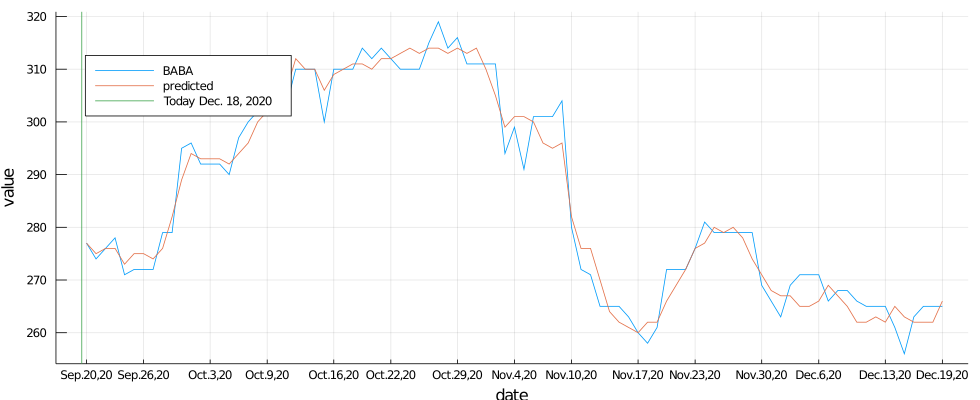 320
310
300
290
280
270
260
value
BABA
predicted
Today Dec. 18, 2020
Sep.20,20 Sep.26,20 Oct.3,20 Oct.9,20 Oct.16,20 Oct.22,20 Oct.29,20 Nov.4,20 Nov.10,20 Nov.17,20 Nov.23,20 Nov.30,20 Dec.6,20 Dec.13,20 Dec.19,20
date